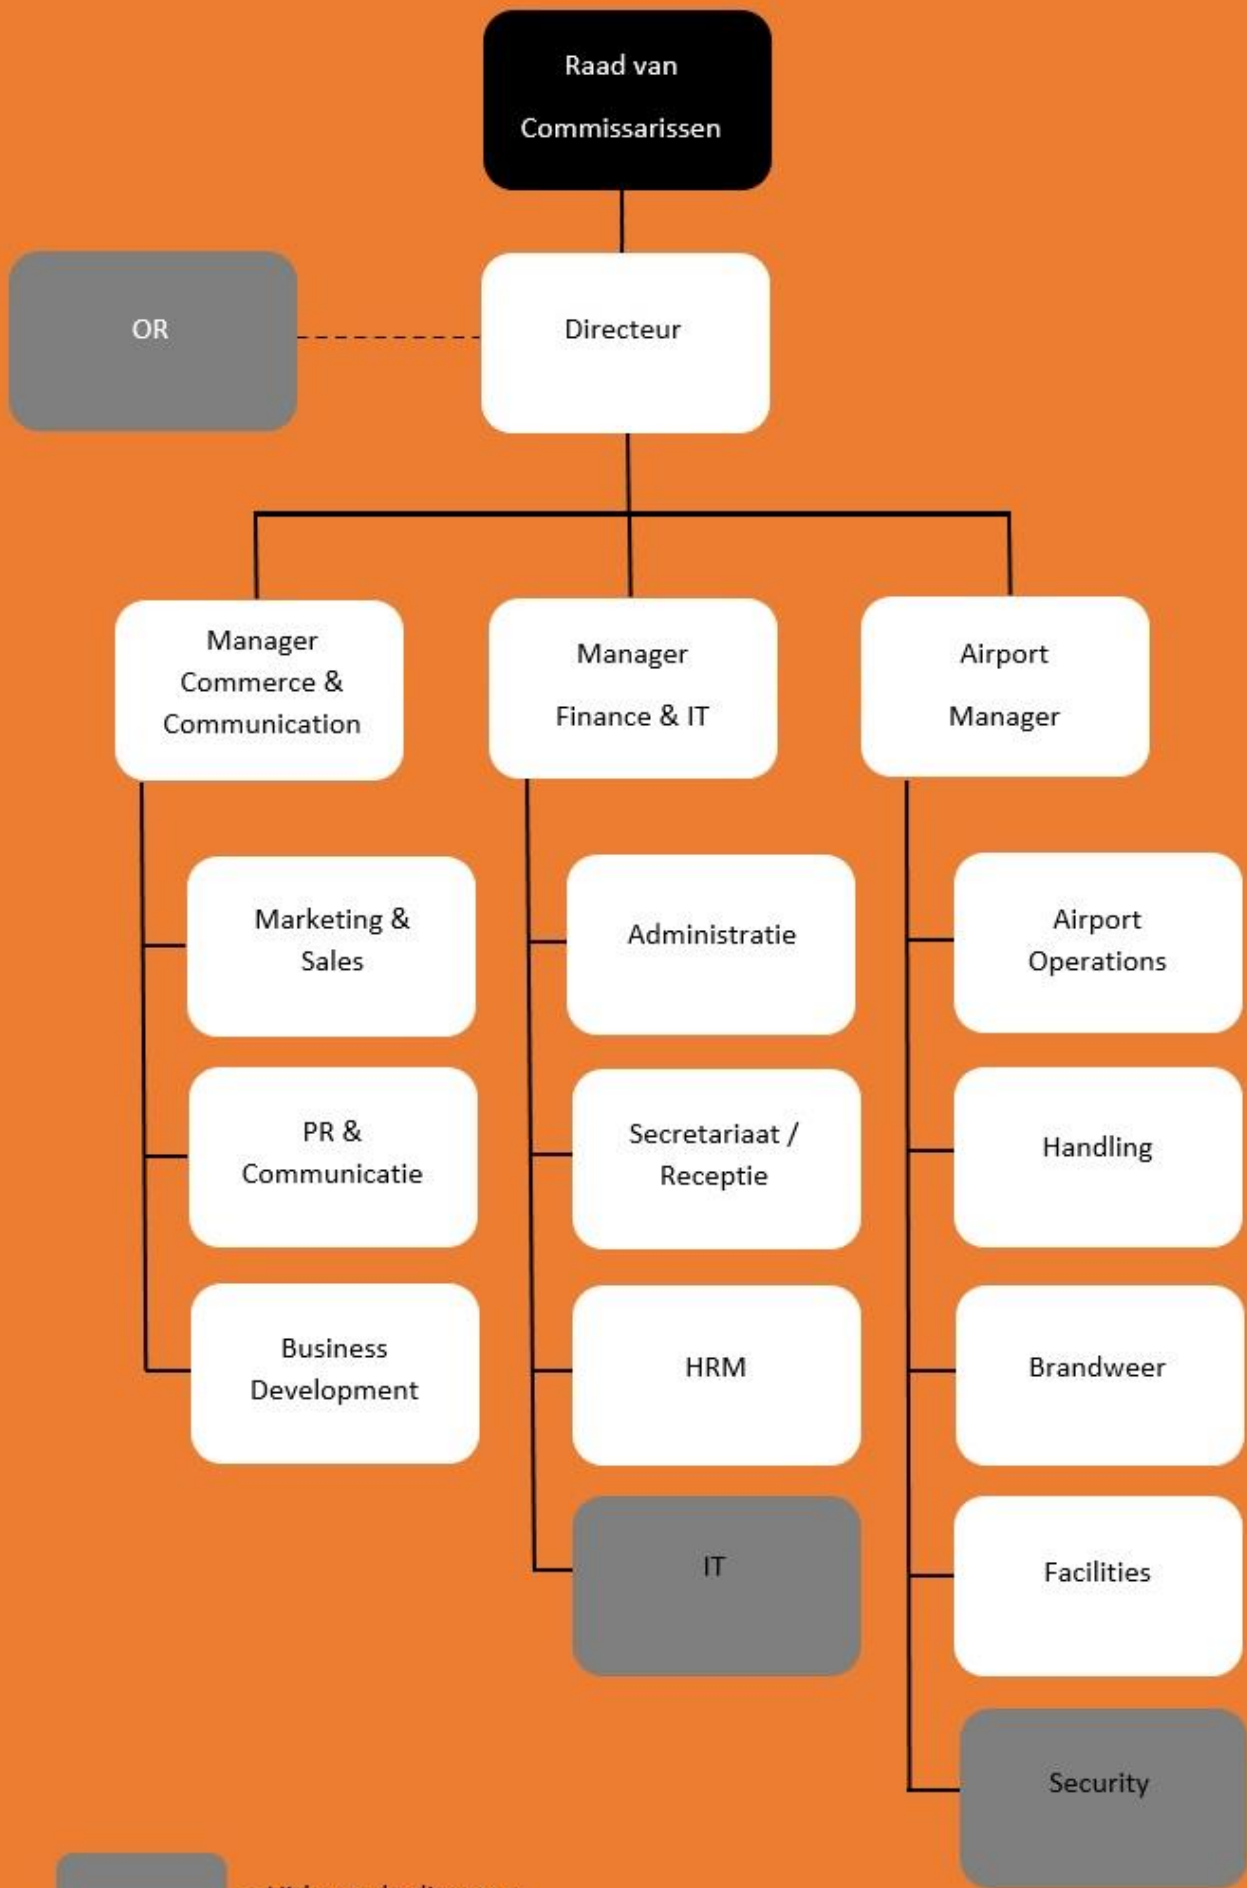 Raad van
Commissarissen
OR
Directeur
Manager
Commerce &
Communication
Manager
Finance & IT
Airport
Manager
Marketing &
Sales
PR &
Communicatie
Business
Development
Administratie
Secretariaat /
Receptie
HRM
IT
Airport
Operations
Handling
Brandweer
Facilities
Security